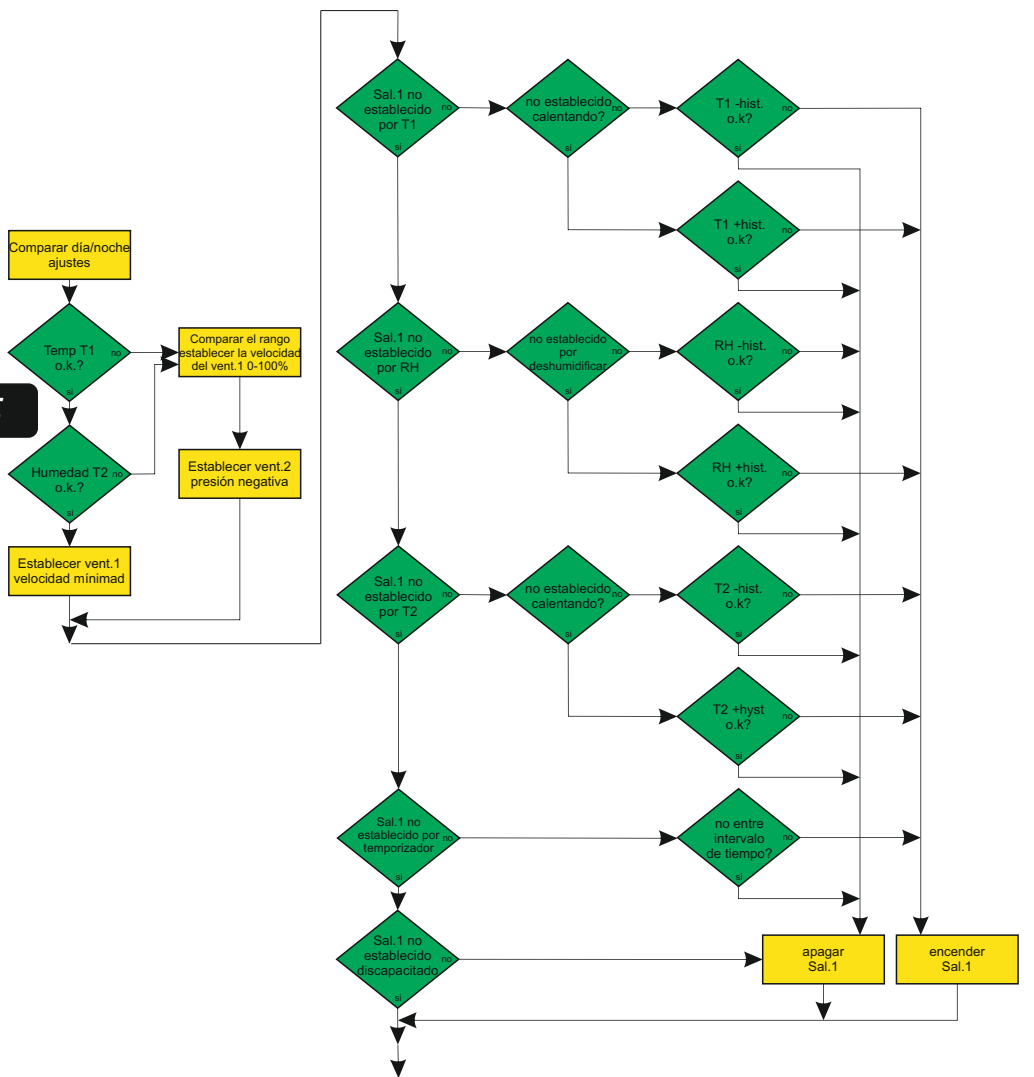 Comparar día/noche
ajustes
Temp T1
o.k.?
no
si
Humedad T2
o.k.?
no
si
Establecer vent.1
velocidad mínimad
Comparar el rango
establecer la velocidad
del vent.1 0-100%
Establecer vent.2
presión negativa
Sal.1 no
establecido
por T1
no
si
no establecido
calentando?
no
si
T1 -hist.
o.k?
no
si
T1 +hist.
o.k?
no
si
Sal.1 no
establecido
por RH
no
si
no establecido
por
deshumidificar
no
si
RH -hist.
o.k?
no
si
RH +hist.
o.k?
no
si
Sal.1 no
establecido
por T2
no
si
no establecido
calentando?
no
si
T2 -hist.
o.k?
no
si
T2 +hyst
o.k?
no
si
Sal.1 no
establecido por
temporizador
no
si
no entre
intervalo
de tiempo?
no
si
Sal.1 no
establecido
discapacitado
no
si
apagar
Sal.1
encender
Sal.1